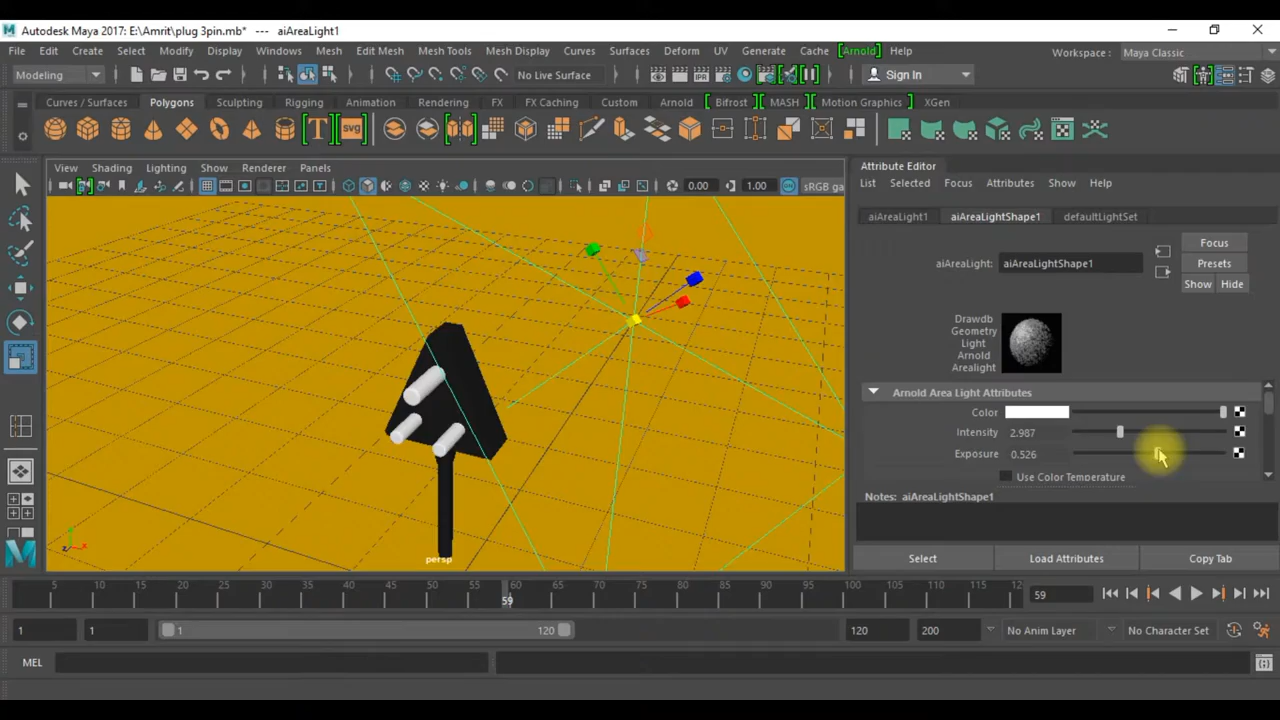 Autodesk Maya 2017: E:\Amrit\plug 3pin.mb* --- aiAreaLight1
File Edit Create Select Modify Display Windows Mesh Edit Mesh Mesh Tools Mesh Display Curves Surfaces Deform UV Generate Cache [Arnold] Help Workspace : Maya Classic
Modeling No Live Surface Sign In
Curves / Surfaces Polygons Sculpting Rigging Animation Rendering FX FX Caching Custom Arnold Bifrost MASH Motion Graphics XGen
View Shading Lighting Show Renderer Panels
0.00 1.00 sRGB ga
persp
Attribute Editor
List Selected Focus Attributes Show Help
aiAreaLight1 aiAreaLightShape1 defaultLightSet
Focus
aiAreaLight: aiAreaLightShape1 Presets
Show Hide
Drawdb
Geometry
Light
Arnold
Arealight
Arnold Area Light Attributes
Color
Intensity 2.987
Exposure 0.526
Use Color Temperature
Notes: aiAreaLightShape1
Select Load Attributes Copy Tab
5 10 15 20 25 30 35 40 45 50 55 60 65 70 75 80 85 90 95 100 105 110 115 12
59 59
1 1 1 120 120 200 No Anim Layer No Character Set
MEL